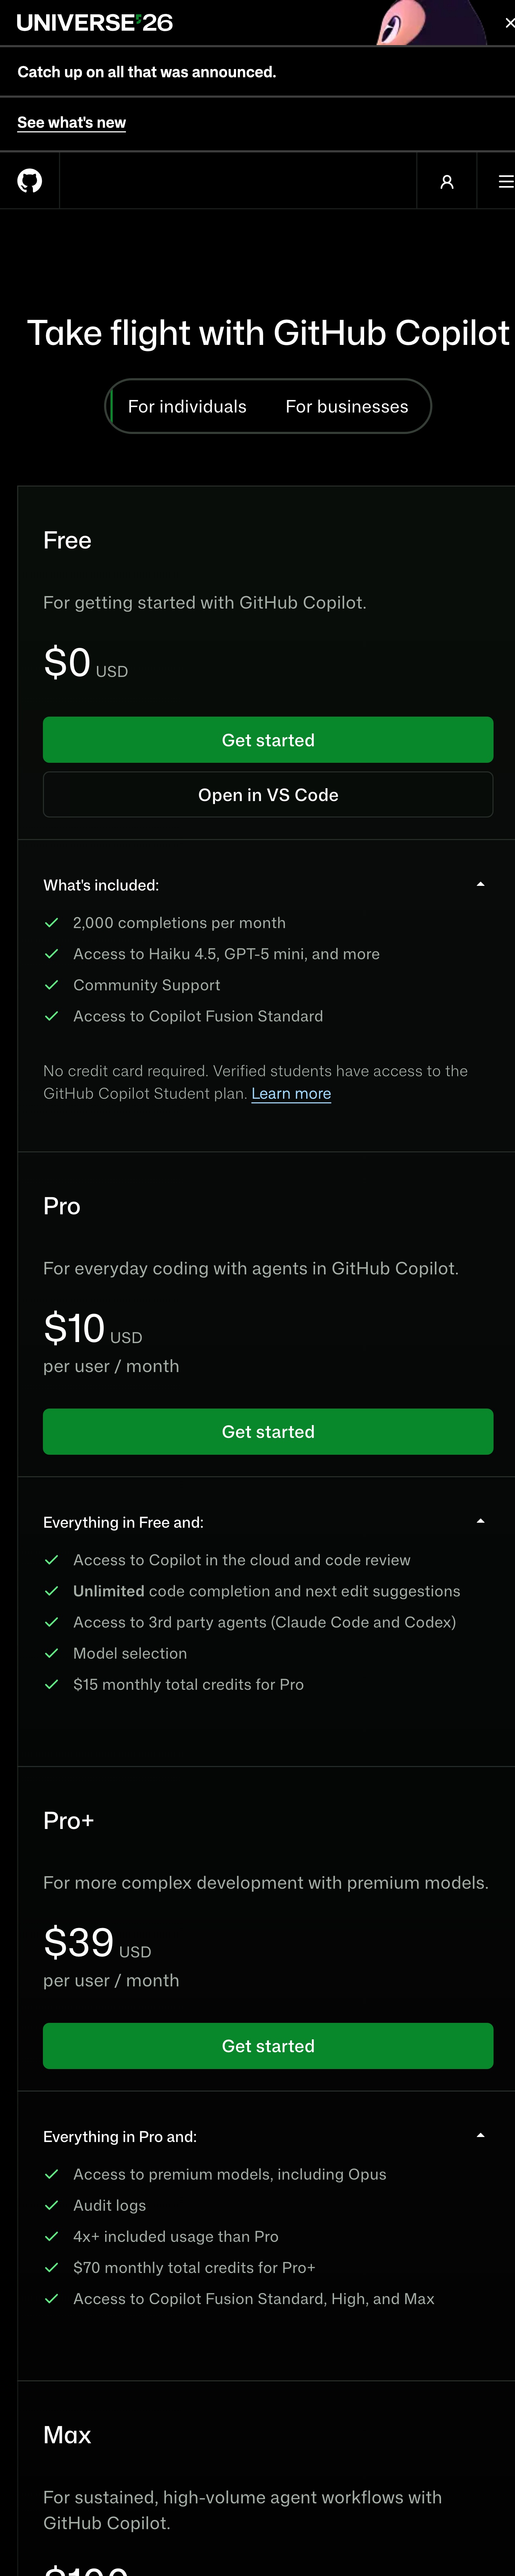 UNIVERSE'26
Catch up on all that was announced.
See what's new
Take flight with GitHub Copilot
For individuals
For businesses
Free
For getting started with GitHub Copilot.
$0 USD
Get started
Open in VS Code
What's included:
2,000 completions per month
Access to Haiku 4.5, GPT-5 mini, and more
Community Support
Access to Copilot Fusion Standard
No credit card required. Verified students have access to the
GitHub Copilot Student plan. Learn more
Pro
For everyday coding with agents in GitHub Copilot.
$10 USD
per user / month
Get started
Everything in Free and:
Access to Copilot in the cloud and code review
Unlimited code completion and next edit suggestions
Access to 3rd party agents (Claude Code and Codex)
Model selection
$15 monthly total credits for Pro
Pro+
For more complex development with premium models.
$39 USD
per user / month
Get started
Everything in Pro and:
Access to premium models, including Opus
Audit logs
4x+ included usage than Pro
$70 monthly total credits for Pro+
Access to Copilot Fusion Standard, High, and Max
Max
For sustained, high-volume agent workflows with
GitHub Copilot.